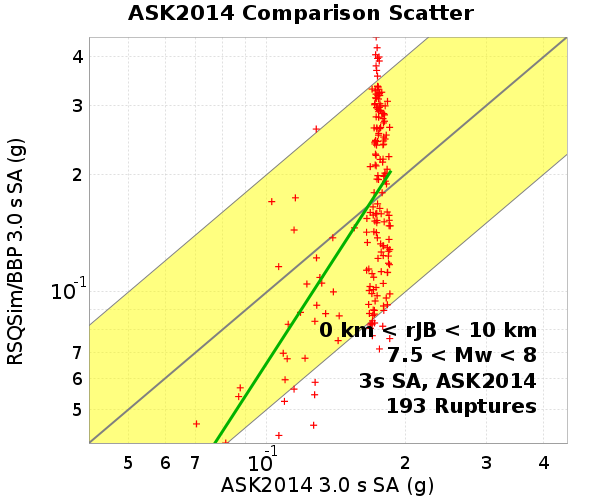 ASK2014 Comparison Scatter
RSQSim/BBP 3.0 s SA (g)
4
3
2
10-1
7
6
5
0 km < rJB < 10 km
7.5 < Mw < 8
3s SA, ASK2014
193 Ruptures
5 6 7 10-1 2 3 4
ASK2014 3.0 s SA (g)